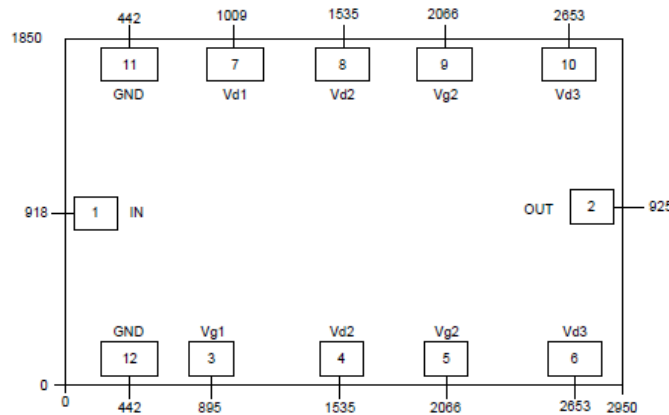 442 1009 1535 2066 2653
1850
11 7 8 9 10
GND Vd1 Vd2 Vg2 Vd3
918 1 IN OUT 2 925
GND Vg1 Vd2 Vg2 Vd3
12 3 4 5 6
0
0 442 895 1535 2066 2653 2950